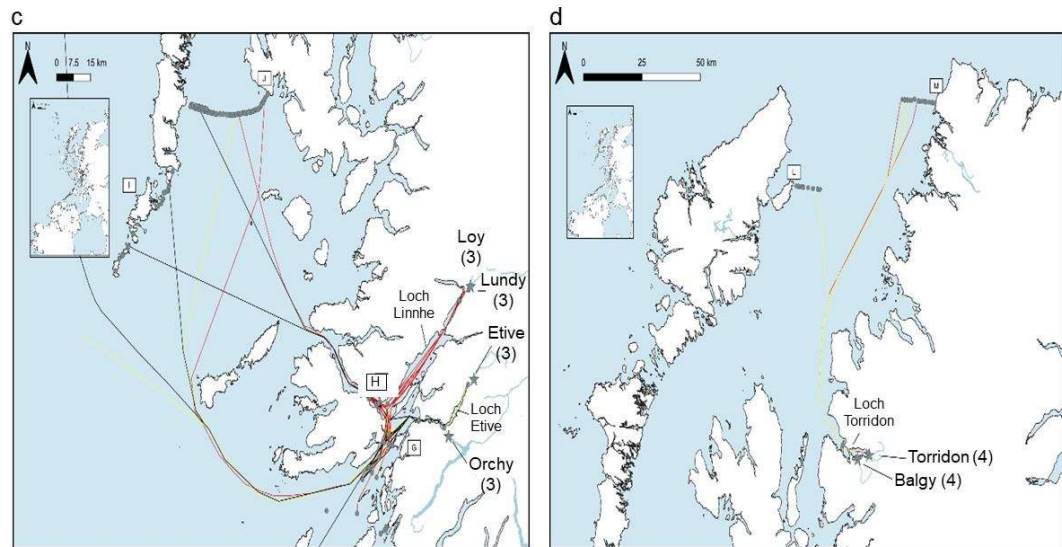 c
N
0 7.5 15 km
J
I
Loy
(3)
Lundy
(3)
Loch
Linnhe
Etive
(3)
H
Loch
Etive
G
Orchy
(3)
d
N
0 25 50 km
M
L
Loch
Torridon
Torridon (4)
Balgy (4)